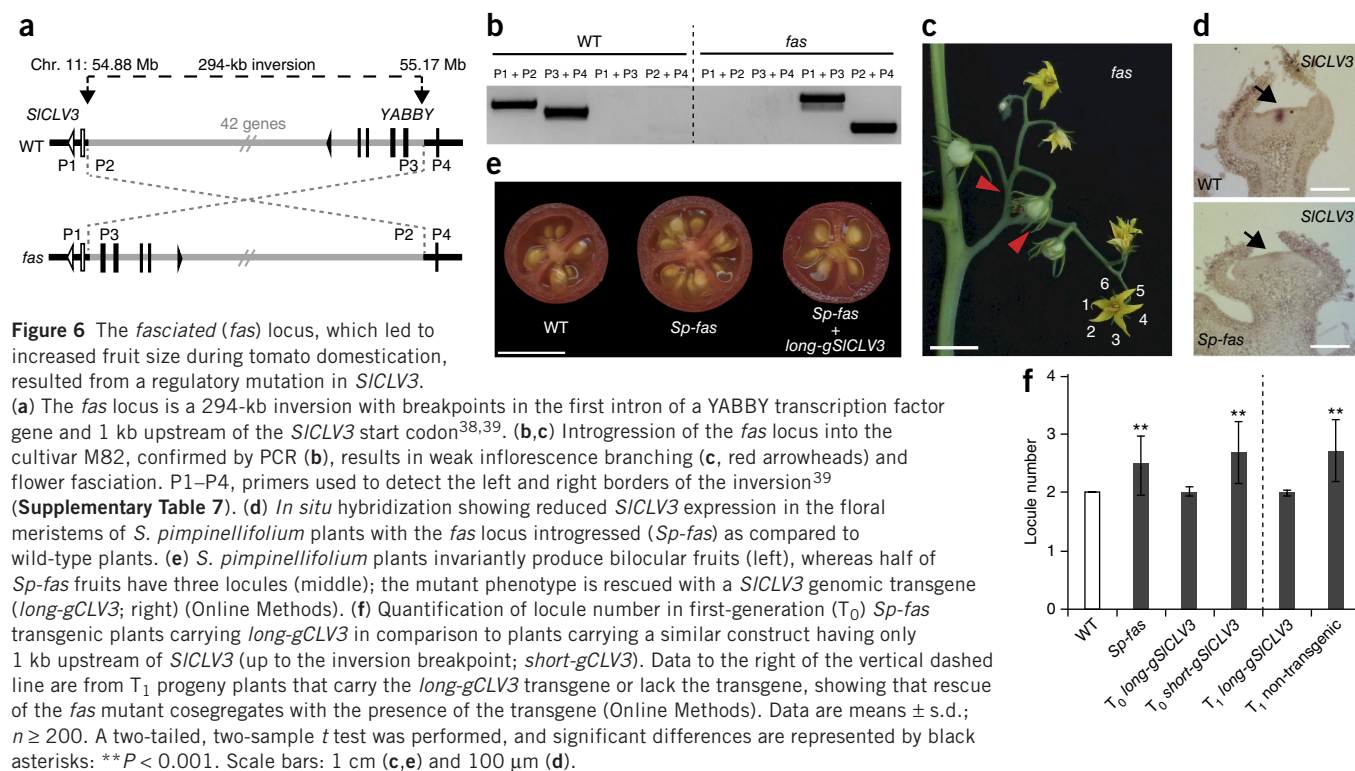 a
Chr. 11: 54.88 Mb
294-kb inversion
55.17 Mb
SlCLV3
42 genes
YABBY
WT
P1
P2
P3
P4
P1
P3
P2
P4
fas
b
WT
fas
P1 + P2
P3 + P4
P1 + P3
P2 + P4
P1 + P2
P3 + P4
P1 + P3
P2 + P4
c
fas
6
1
5
2
4
3
d
SlCLV3
WT
SlCLV3
Sp-fas
e
WT
Sp-fas
Sp-fas
+
long-gSlCLV3
f
4
3
2
1
0
Locule number
**
**
**
WT
Sp-fas
T0 long-gSlCLV3
T0 short-gSlCLV3
T1 long-gSlCLV3
T1 non-transgenic
Figure 6 The fasciated (fas) locus, which led to
increased fruit size during tomato domestication,
resulted from a regulatory mutation in SlCLV3.
(a) The fas locus is a 294-kb inversion with breakpoints in the first intron of a YABBY transcription factor
gene and 1 kb upstream of the SlCLV3 start codon38,39. (b,c) Introgression of the fas locus into the
cultivar M82, confirmed by PCR (b), results in weak inflorescence branching (c, red arrowheads) and
flower fasciation. P1–P4, primers used to detect the left and right borders of the inversion39
(Supplementary Table 7). (d) In situ hybridization showing reduced SlCLV3 expression in the floral
meristems of S. pimpinellifolium plants with the fas locus introgressed (Sp-fas) as compared to
wild-type plants. (e) S. pimpinellifolium plants invariantly produce bilocular fruits (left), whereas half of
Sp-fas fruits have three locules (middle); the mutant phenotype is rescued with a SlCLV3 genomic transgene
(long-gCLV3; right) (Online Methods). (f) Quantification of locule number in first-generation (T0) Sp-fas
transgenic plants carrying long-gCLV3 in comparison to plants carrying a similar construct having only
1 kb upstream of SlCLV3 (up to the inversion breakpoint; short-gCLV3). Data to the right of the vertical dashed
line are from T1 progeny plants that carry the long-gCLV3 transgene or lack the transgene, showing that rescue
of the fas mutant cosegregates with the presence of the transgene (Online Methods). Data are means ± s.d.;
n ≥ 200. A two-tailed, two-sample t test was performed, and significant differences are represented by black
asterisks: **P < 0.001. Scale bars: 1 cm (c,e) and 100 μm (d).